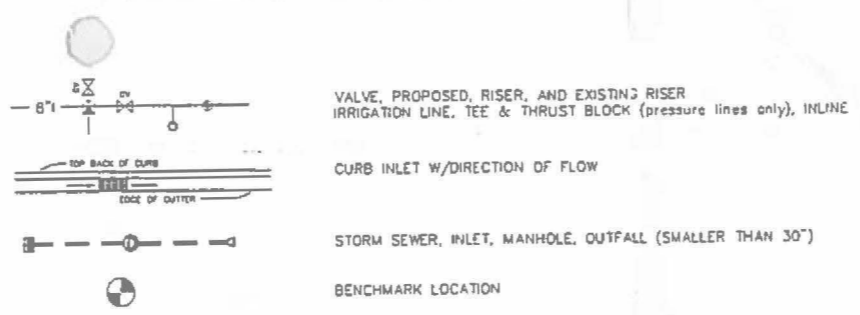 8"I
VALVE, PROPOSED, RISER, AND EXISTING RISER
IRRIGATION LINE, TEE & THRUST BLOCK (pressure lines only), INLINE
TOP BACK OF CURB
EDGE OF GUTTER
CURB INLET W/DIRECTION OF FLOW
STORM SEWER, INLET, MANHOLE, OUTFALL (SMALLER THAN 30")
BENCHMARK LOCATION